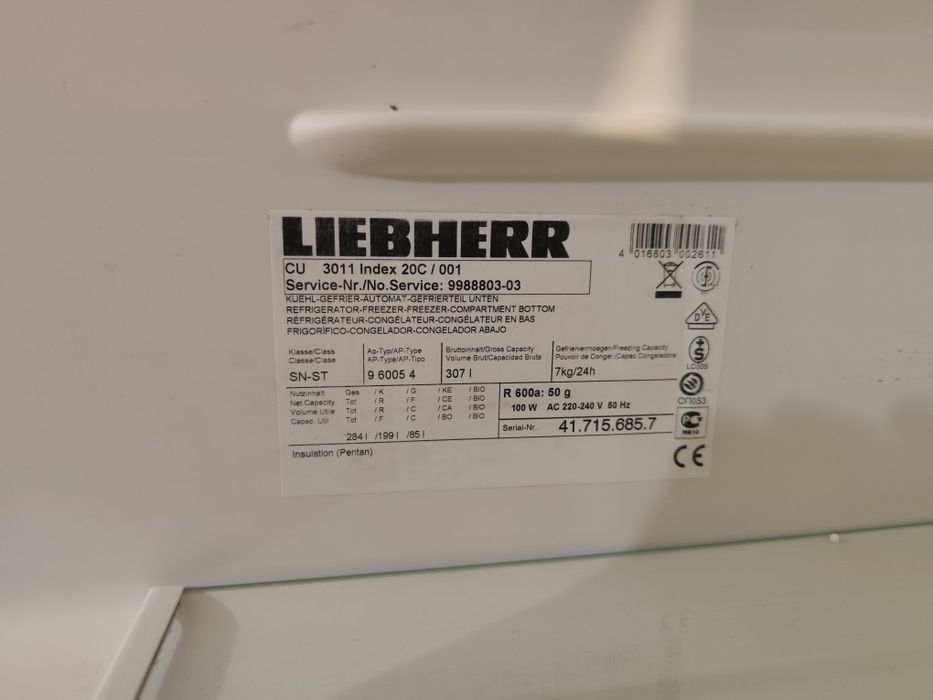 LIEBHERR
4 016803 002611
CU 3011 Index 20C / 001
Service-Nr./No.Service: 9988803-03
KUEHL-GEFRIER-AUTOMAT-GEFRIERTEIL UNTEN
REFRIGERATOR-FREEZER-FREEZER-COMPARTMENT BOTTOM
RÉFRIGÉRATEUR-CONGÉLATEUR-CONGÉLATEUR EN BAS
FRIGORÍFICO-CONGELADOR-CONGELADOR ABAJO
Klasse/Class
Classe/Clase
SN-ST
Ap-Typ/AP-Type
AP-Type/AP-Tipo
9 6005 4
Bruttoinhalt/Gross Capacity
Volume Brut/Capacidad Bruta
307 l
Gefriervermoegen/Freezing Capacity
Pouvoir de Congel./Capac.Congeladora
7kg/24h
Nutzinhalt Ges / K / G / KE / BIO
Net.Capacity Tot / R / F / CE / BIO
Volume Utile Tot / R / C / CA / BIO
Capac. Util Tot / F / C / BO / BIO
284 l /199 l /85 l
R 600a: 50 g
100 W AC 220-240 V 50 Hz
Serial-Nr. 41.715.685.7
Insulation (Pentan)
DVE
S
ОП053
PC
CE